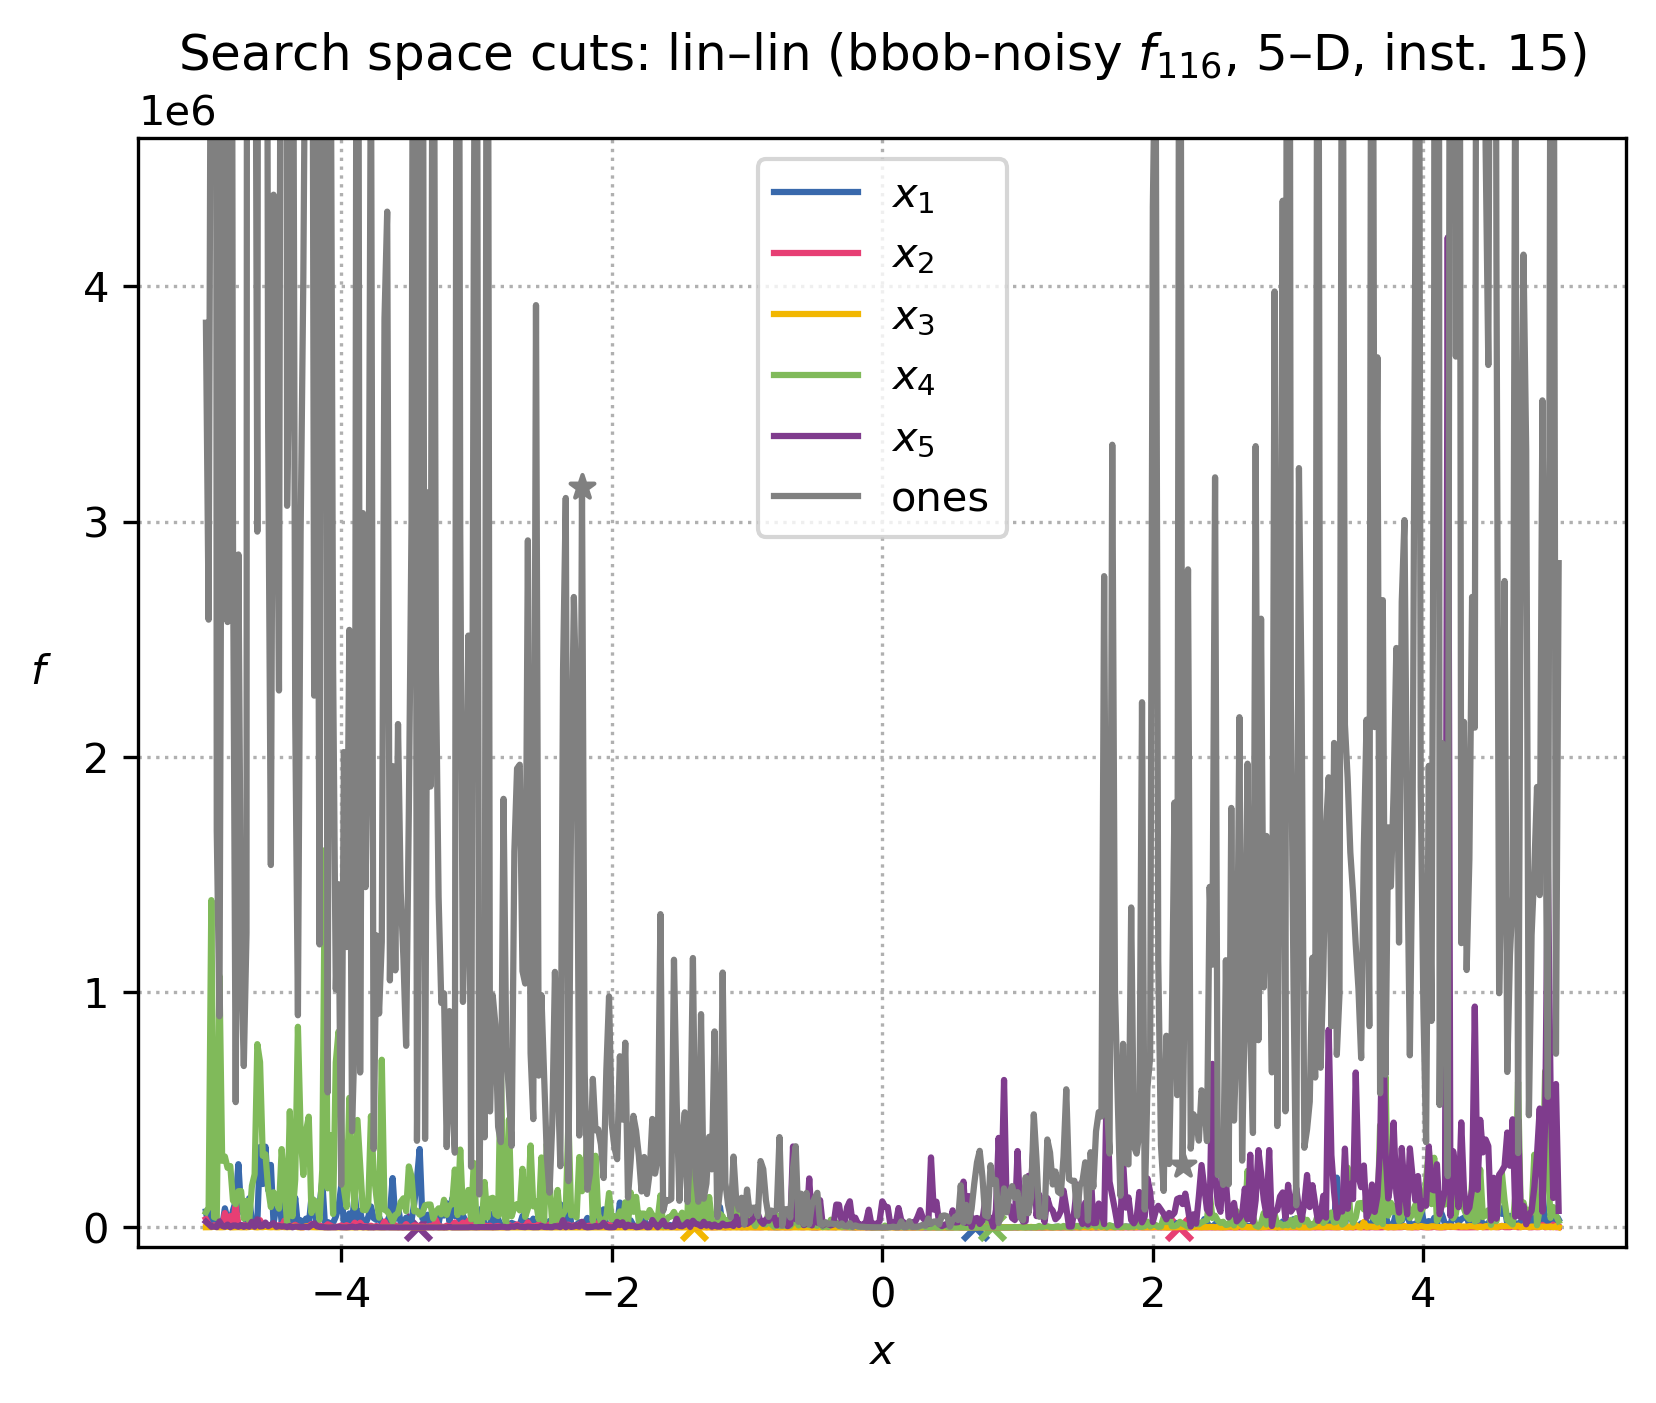 Search space cuts: lin–lin (bbob-noisy f₁₁₆, 5–D, inst. 15)
1e6
x₁
x₂
x₃
x₄
x₅
ones
4
3
2
1
0
f
−4 −2 0 2 4
x